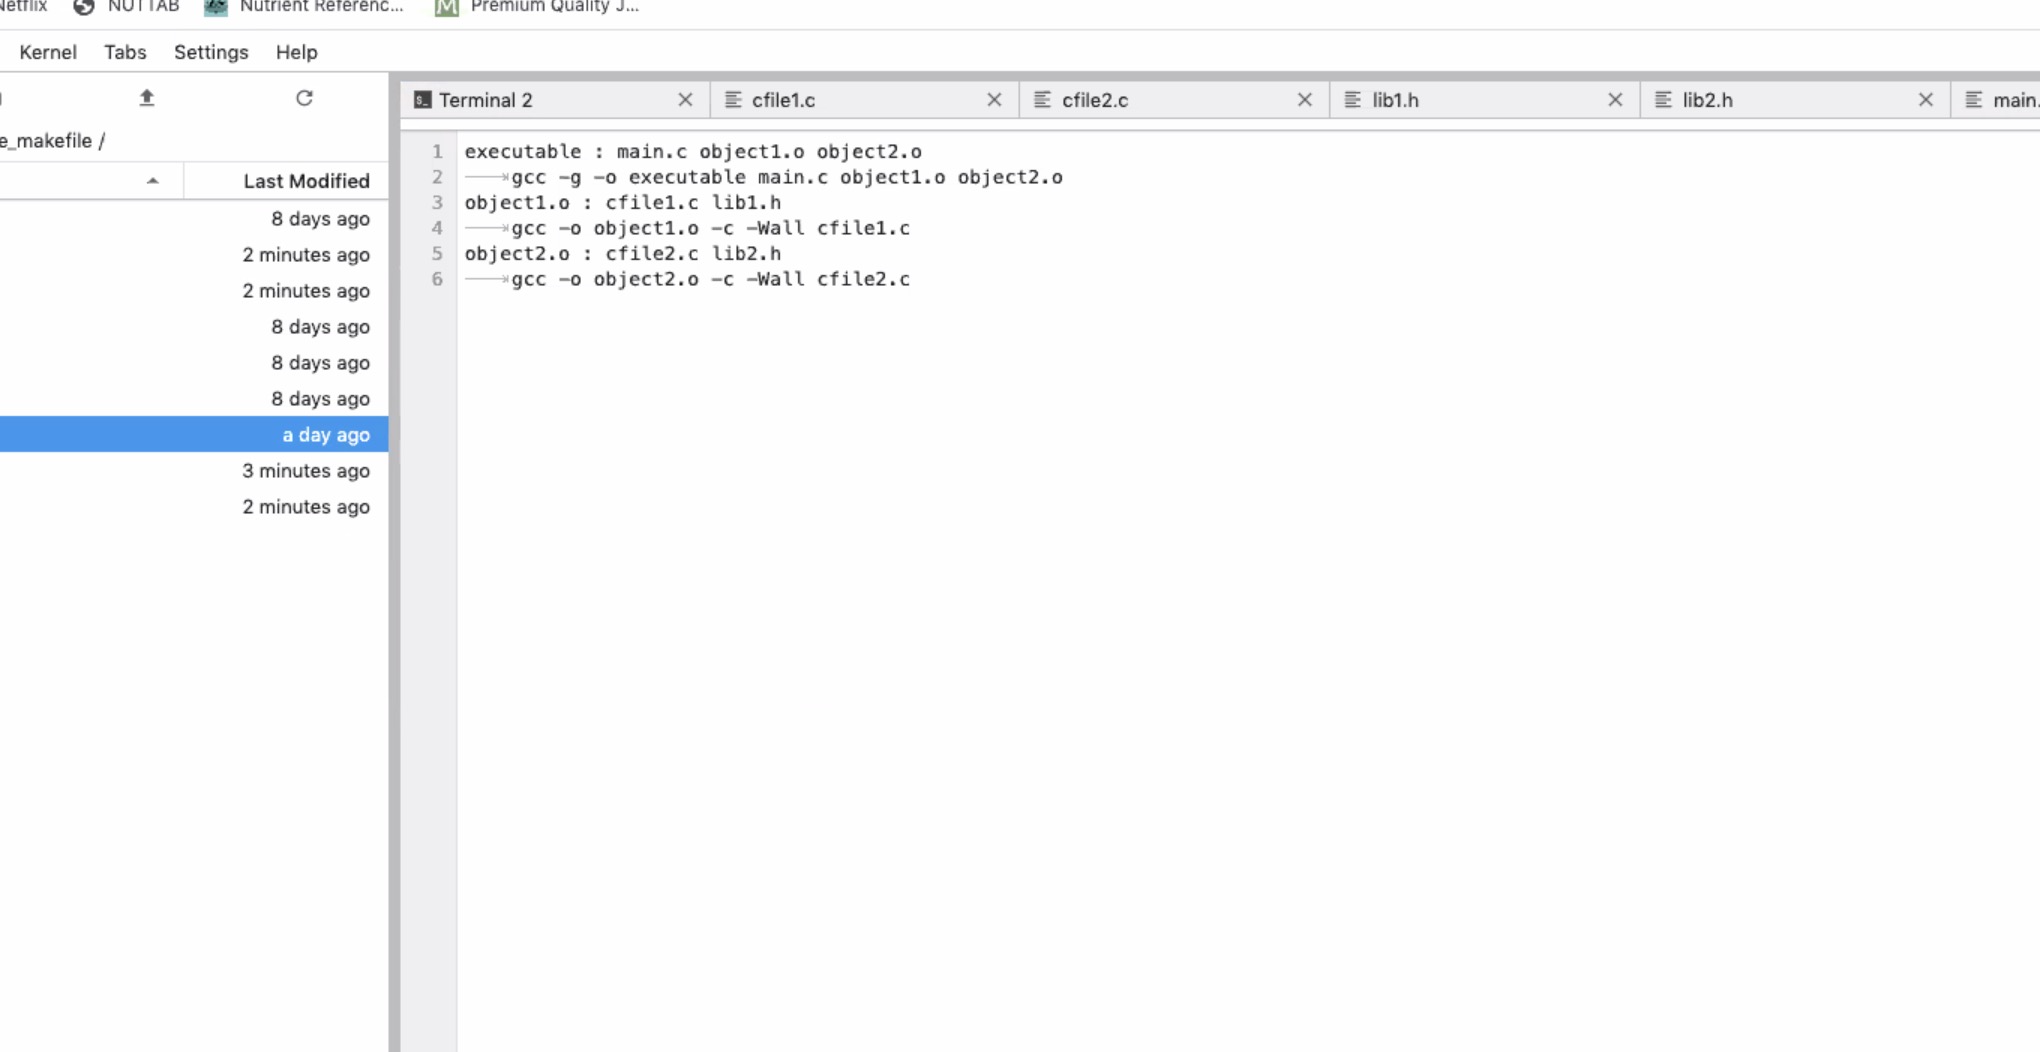 Netflix NUTTAB Nutrient Referenc... Premium Quality J...
Kernel Tabs Settings Help
Terminal 2 cfile1.c cfile2.c lib1.h lib2.h main.
e_makefile /
Last Modified
8 days ago
2 minutes ago
2 minutes ago
8 days ago
8 days ago
8 days ago
a day ago
3 minutes ago
2 minutes ago
1 executable : main.c object1.o object2.o
2 gcc -g -o executable main.c object1.o object2.o
3 object1.o : cfile1.c lib1.h
4 gcc -o object1.o -c -Wall cfile1.c
5 object2.o : cfile2.c lib2.h
6 gcc -o object2.o -c -Wall cfile2.c